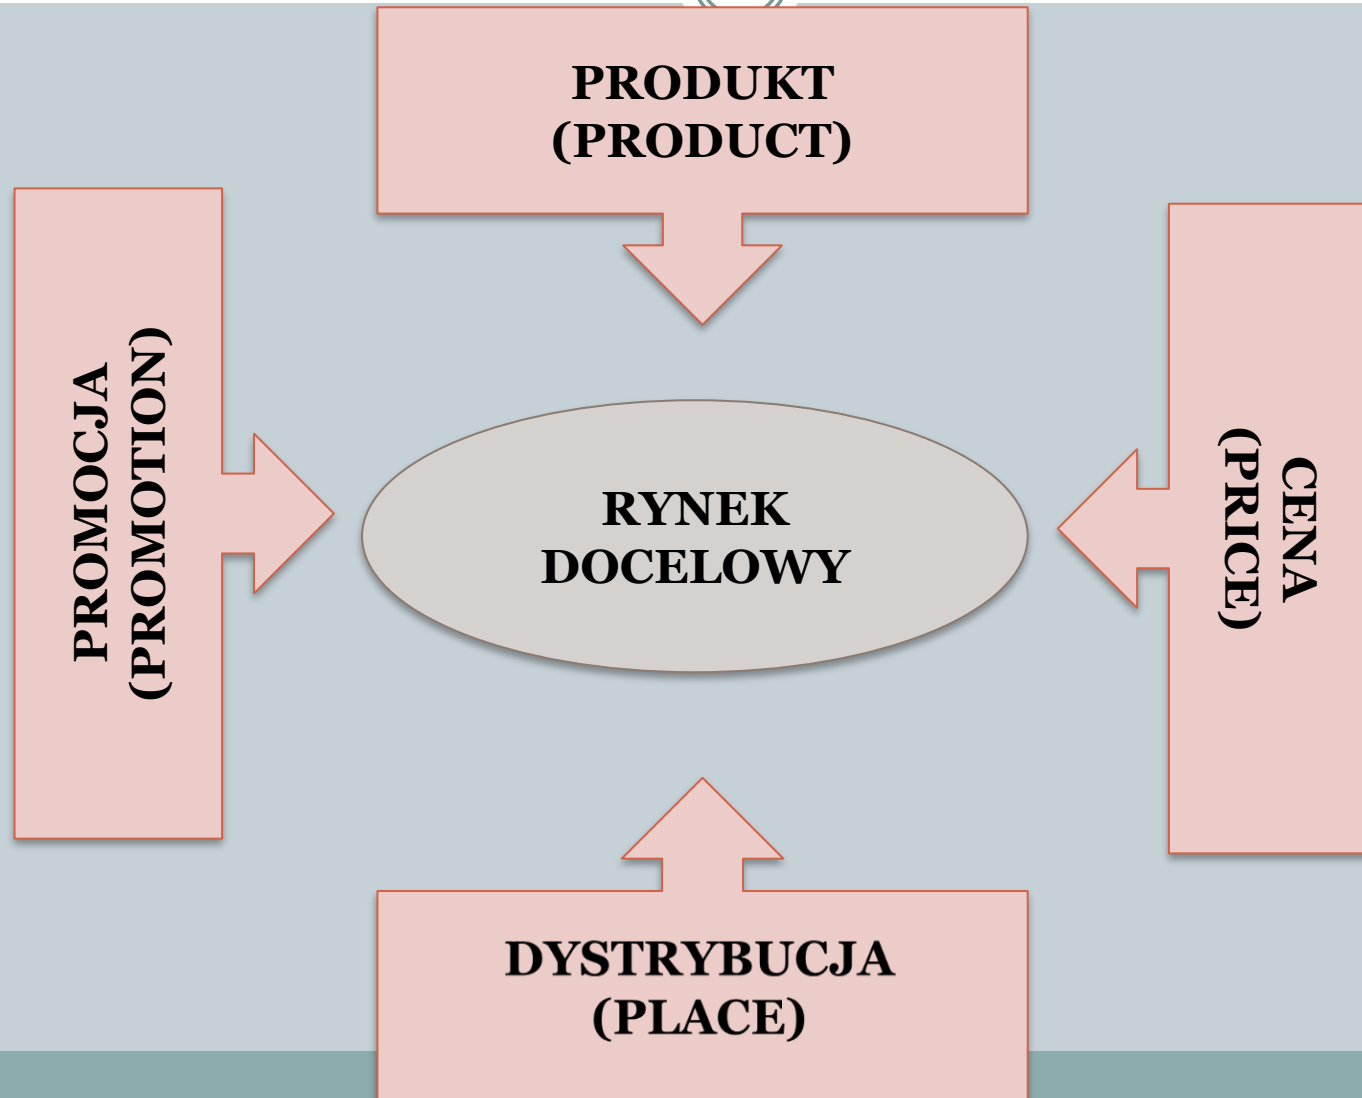 PRODUKT
(PRODUCT)
PROMOCJA
(PROMOTION)
RYNEK
DOCELOWY
CENA
(PRICE)
DYSTRYBUCJA
(PLACE)